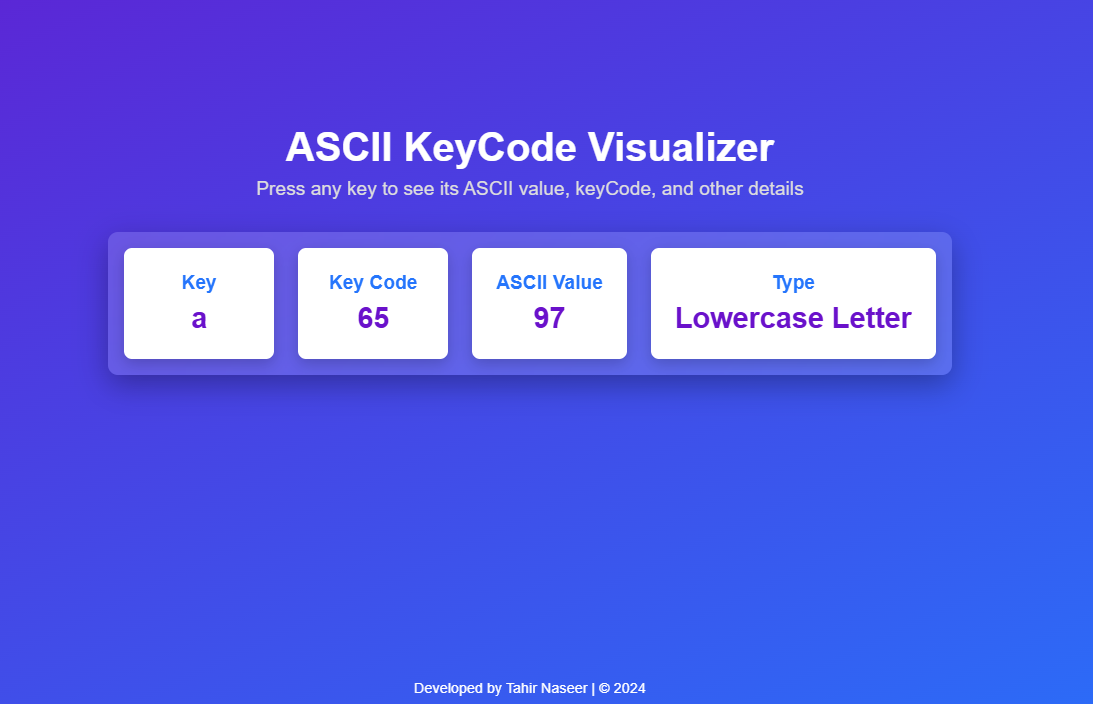 ASCII KeyCode Visualizer
Press any key to see its ASCII value, keyCode, and other details
Key
a
Key Code
65
ASCII Value
97
Type
Lowercase Letter
Developed by Tahir Naseer | © 2024